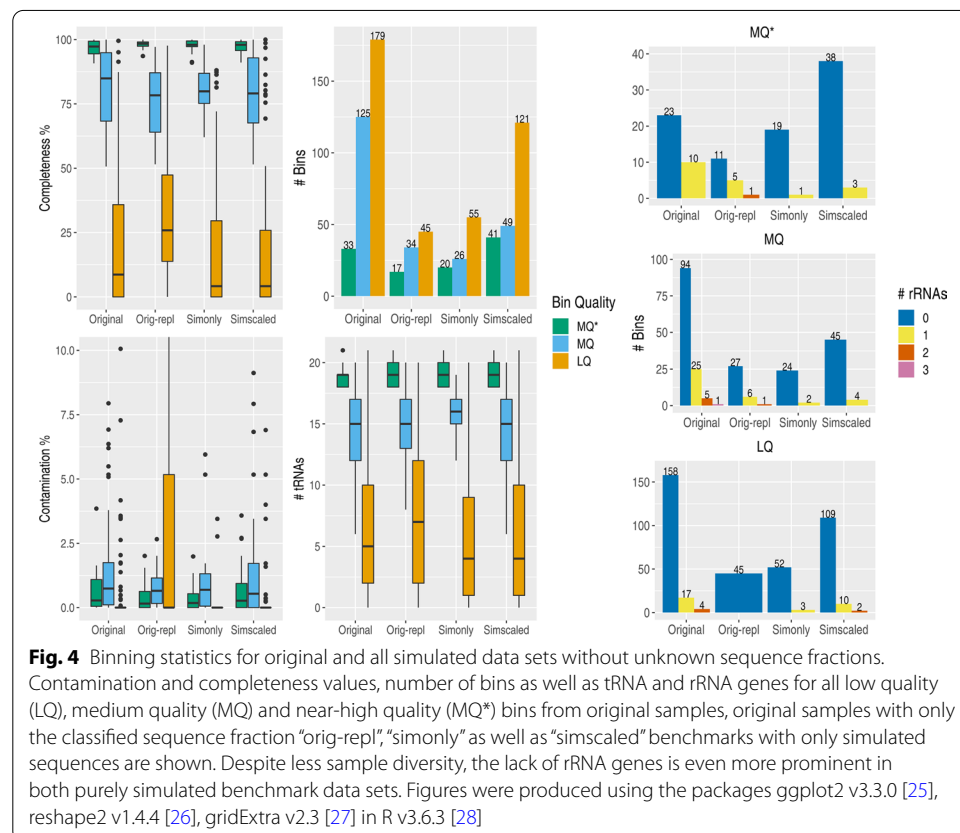 Completeness %
100
75
50
25
0
Original Orig-repl Simonly Simscaled
# Bins
150
100
50
0
33 125 179
17 34 45
20 26 55
41 49 121
Original Orig-repl Simonly Simscaled
Contamination %
10.0
7.5
5.0
2.5
0.0
Original Orig-repl Simonly Simscaled
# tRNAs
20
15
10
5
0
Original Orig-repl Simonly Simscaled
Bin Quality
MQ*
MQ
LQ
MQ*
40
30
20
10
0
23 10
11 5 1
19 1
38 3
Original Orig-repl Simonly Simscaled
MQ
# Bins
100
75
50
25
0
94 25 5 1
27 6 1
24 2
45 4
Original Orig-repl Simonly Simscaled
LQ
150
100
50
0
158 17 4
45
52 3
109 10 2
Original Orig-repl Simonly Simscaled
# rRNAs
0
1
2
3
Fig. 4 Binning statistics for original and all simulated data sets without unknown sequence fractions.
Contamination and completeness values, number of bins as well as tRNA and rRNA genes for all low quality
(LQ), medium quality (MQ) and near-high quality (MQ*) bins from original samples, original samples with only
the classified sequence fraction “orig-repl”, “simonly” as well as “simscaled” benchmarks with only simulated
sequences are shown. Despite less sample diversity, the lack of rRNA genes is even more prominent in
both purely simulated benchmark data sets. Figures were produced using the packages ggplot2 v3.3.0 [25],
reshape2 v1.4.4 [26], gridExtra v2.3 [27] in R v3.6.3 [28]